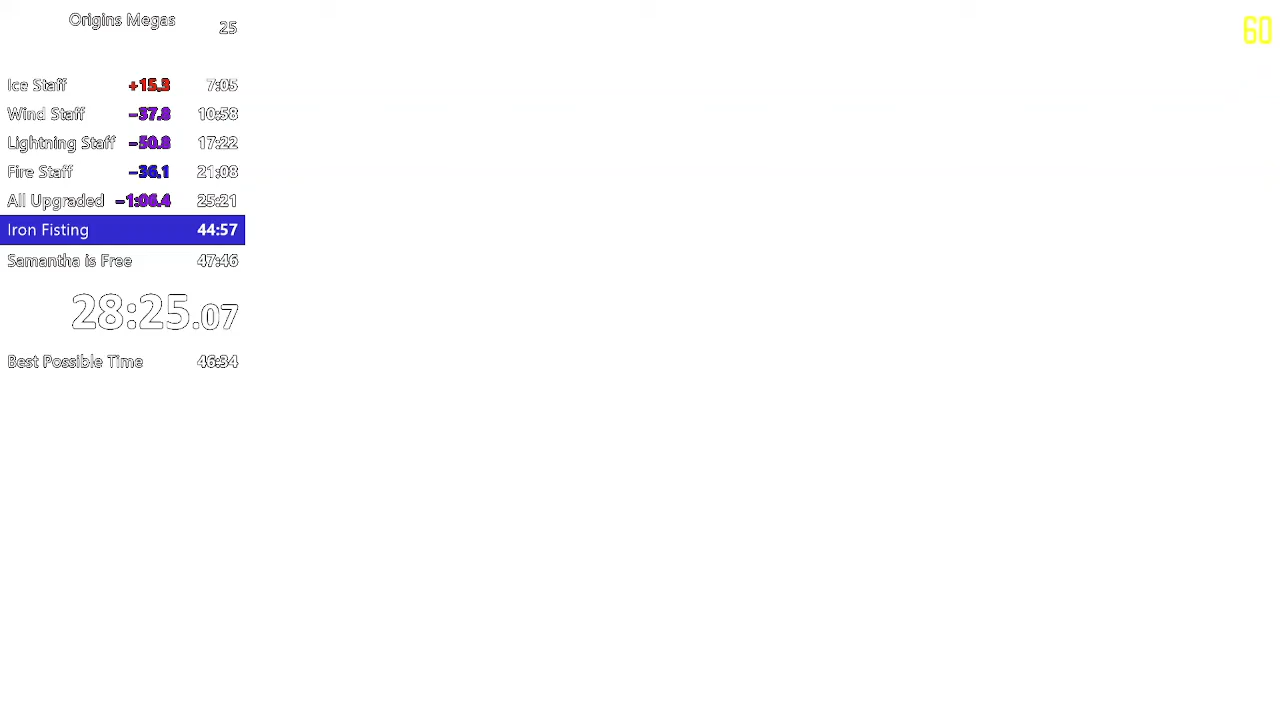 Origins Megas
25
60
Ice Staff +15.3 7:05
Wind Staff −37.8 10:58
Lightning Staff −50.8 17:22
Fire Staff −36.1 21:08
All Upgraded −1:06.4 25:21
Iron Fisting 44:57
Samantha is Free 47:46
28:25.07
Best Possible Time 46:34